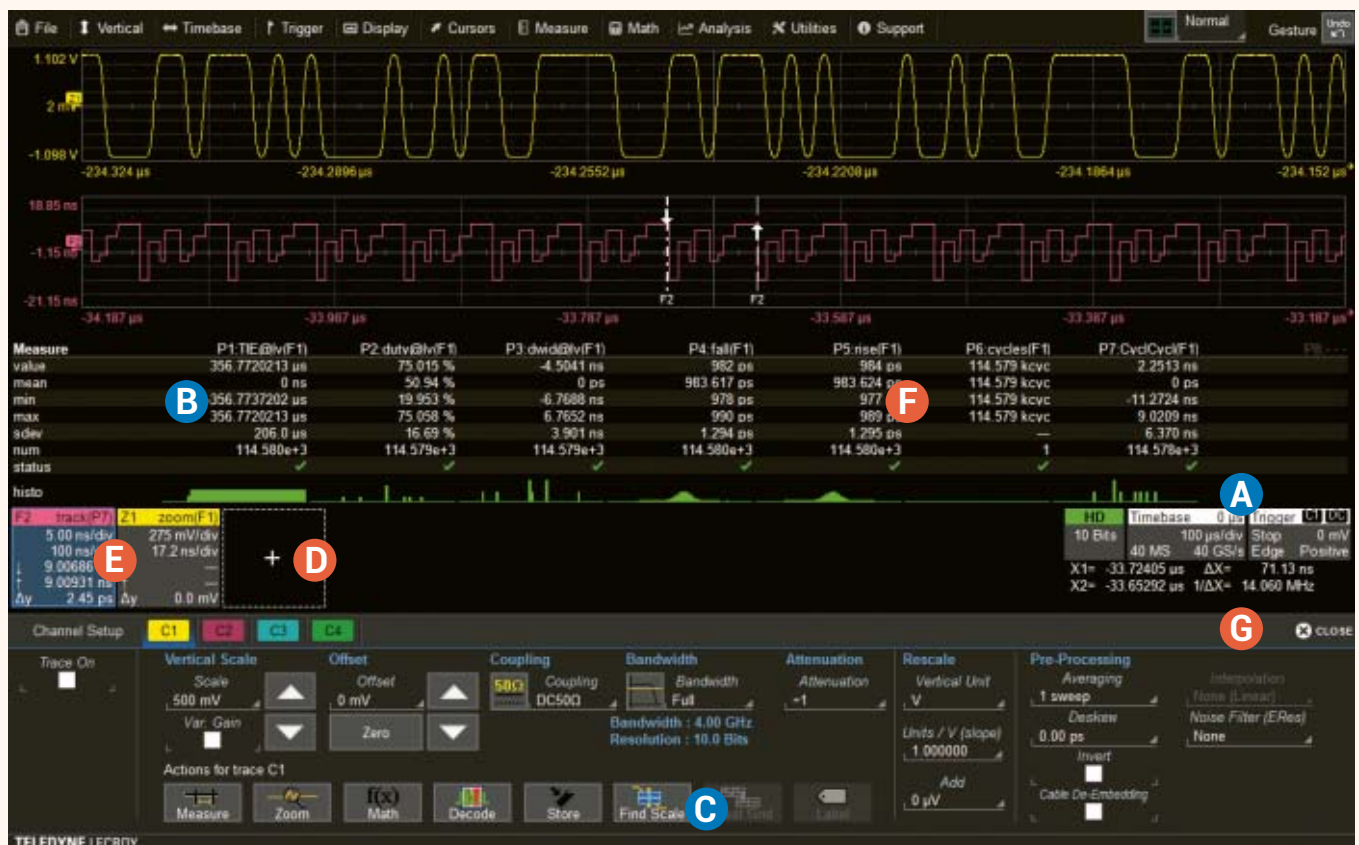 File Vertical Timebase Trigger Display Cursors Measure Math Analysis Utilities Support Normal Gesture Undo
1.102 V
Z1
2 m
-1.098 V
-234.324 µs -234.2896 µs -234.2552 µs -234.2208 µs -234.1864 µs -234.152 µs
18.85 ns
-1.15 ns
-21.15 ns
F2 F2
-34.187 µs -33.987 µs -33.787 µs -33.587 µs -33.387 µs -33.187 µs
Measure P1:TIE@lv(F1) P2:duty@lv(F1) P3:dwid@lv(F1) P4:fall(F1) P5:rise(F1) P6:cycles(F1) P7:CyclCycl(F1) P8:- - -
value 356.7720213 µs 75.015 % -4.5041 ns 982 ps 984 ps 114.579 kcyc 2.2513 ns
mean 0 ns 50.94 % 0 ps 983.617 ps 983.624 ps 114.579 kcyc 0 ps
min -356.7737202 µs 19.953 % -6.7688 ns 978 ps 977 114.579 kcyc -11.2724 ns
B F
max 356.7720213 µs 75.058 % 6.7652 ns 990 ps 989 ps 114.579 kcyc 9.0209 ns
sdev 206.0 µs 16.69 % 3.901 ns 1.294 ps 1.295 ps --- 6.370 ns
num 114.580e+3 114.579e+3 114.579e+3 114.580e+3 114.580e+3 1 114.578e+3
status
histo
A
F2 track(P7) Z1 zoom(F1) HD Timebase 0 µs Trigger C1 DC
5.00 ns/div 275 mV/div 10 Bits 100 µs/div Stop 0 mV
100 ns/ 17.2 ns/div 40 MS 40 GS/s Edge Positive
E + D
↓ 9.00686 --- X1= -33.72405 µs ΔX= 71.13 ns
↑ 9.00931 ns ↑ --- X2= -33.65292 µs 1/ΔX= 14.060 MHz
Δy 2.45 ps Δy 0.0 mV
Channel Setup C1 C2 C3 C4 G CLOSE
Trace On Vertical Scale Offset Coupling Bandwidth Attenuation Rescale Pre-Processing
Scale Offset Coupling Bandwidth Attenuation Vertical Unit Averaging Interpolation
500 mV 0 mV 50Ω DC50Ω Full ÷1 V 1 sweep None (Linear)
Var. Gain Zero Bandwidth : 4.00 GHz Units / V (slope) Deskew Noise Filter (ERes)
Resolution : 10.0 Bits 1.000000 0.00 ps None
Invert
Actions for trace C1 Add Cable De-Embedding
f(x) 0 µV
Measure Zoom Math Decode Store Find Scale C Label
TELEDYNE LECROY